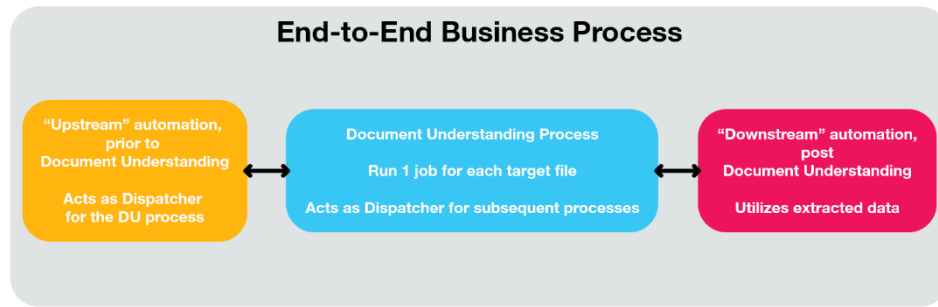 End-to-End Business Process
“Upstream” automation,
prior to
Document Understanding
Acts as Dispatcher
for the DU process
Document Understanding Process
Run 1 job for each target file
Acts as Dispatcher for subsequent processes
“Downstream” automation,
post
Document Understanding
Utilizes extracted data